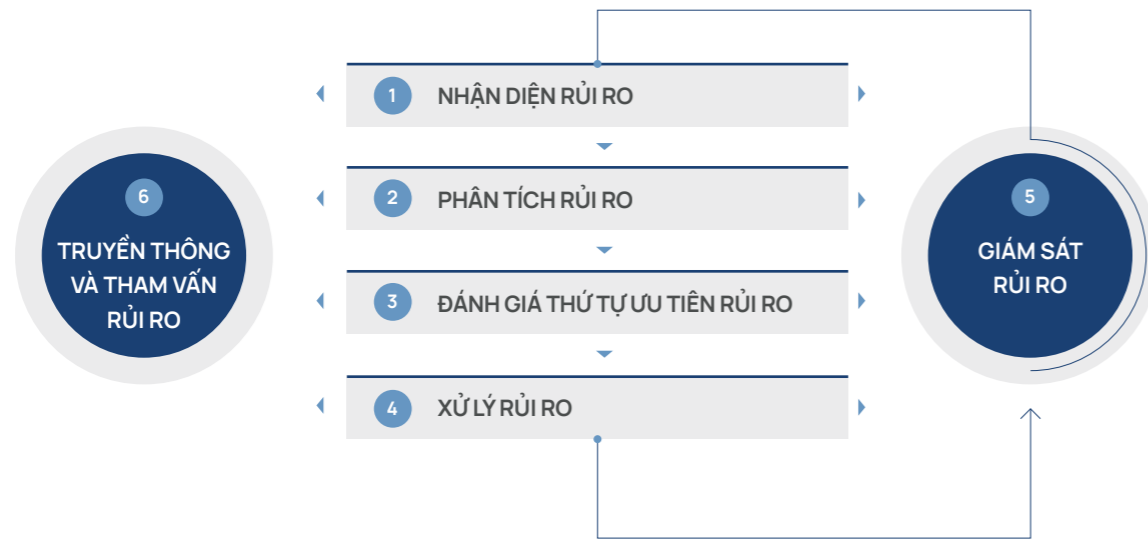 1 NHẬN DIỆN RỦI RO
2 PHÂN TÍCH RỦI RO
3 ĐÁNH GIÁ THỨ TỰ ƯU TIÊN RỦI RO
4 XỬ LÝ RỦI RO
5
GIÁM SÁT
RỦI RO
6
TRUYỀN THÔNG
VÀ THAM VẤN
RỦI RO